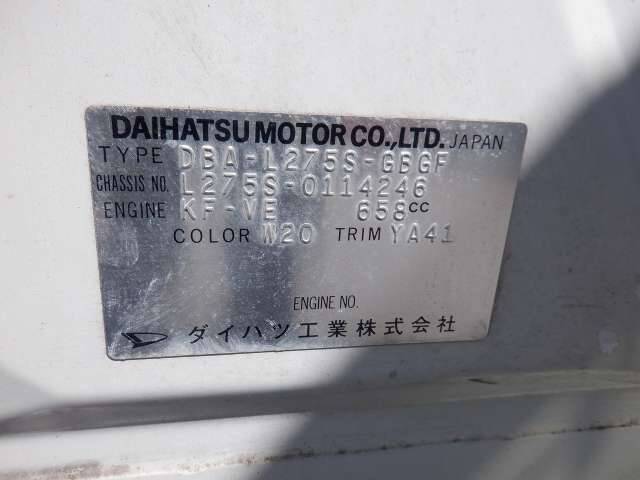 DAIHATSU MOTOR CO.,LTD. JAPAN
TYPE DBA-L275S-GBGF
CHASSIS NO. L275S-0114246
ENGINE KF-VE 658cc
COLOR W20 TRIM YA41
ENGINE NO.
ダイハツ工業株式会社